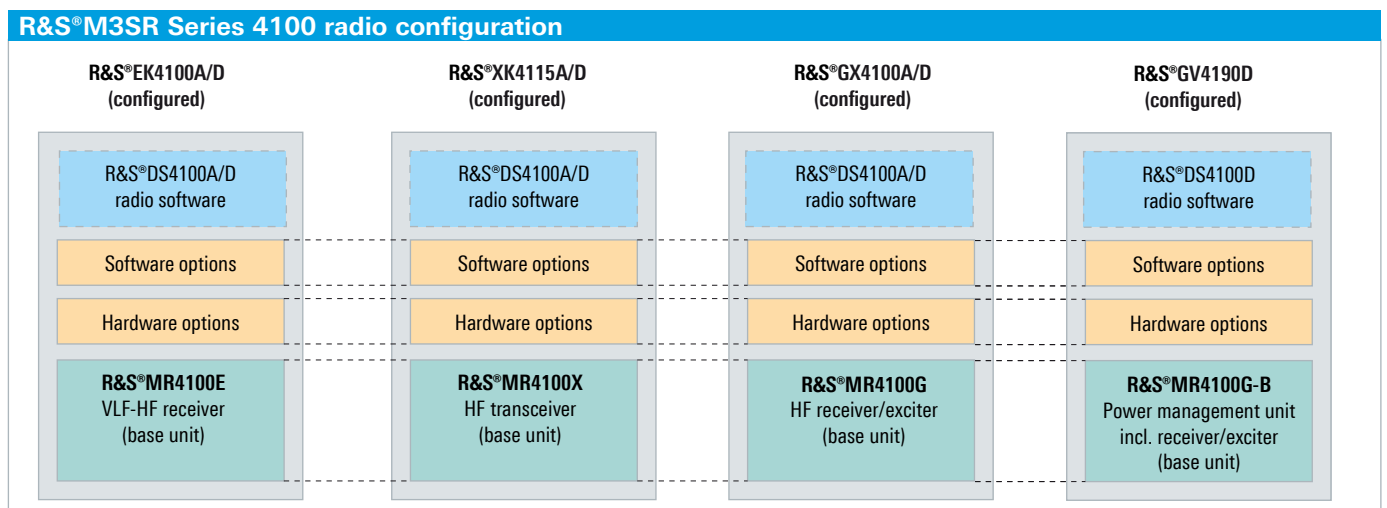 R&S®M3SR Series 4100 radio configuration
R&S®EK4100A/D
(configured)
R&S®DS4100A/D
radio software
Software options
Hardware options
R&S®MR4100E
VLF-HF receiver
(base unit)
R&S®XK4115A/D
(configured)
R&S®DS4100A/D
radio software
Software options
Hardware options
R&S®MR4100X
HF transceiver
(base unit)
R&S®GX4100A/D
(configured)
R&S®DS4100A/D
radio software
Software options
Hardware options
R&S®MR4100G
HF receiver/exciter
(base unit)
R&S®GV4190D
(configured)
R&S®DS4100D
radio software
Software options
Hardware options
R&S®MR4100G-B
Power management unit
incl. receiver/exciter
(base unit)